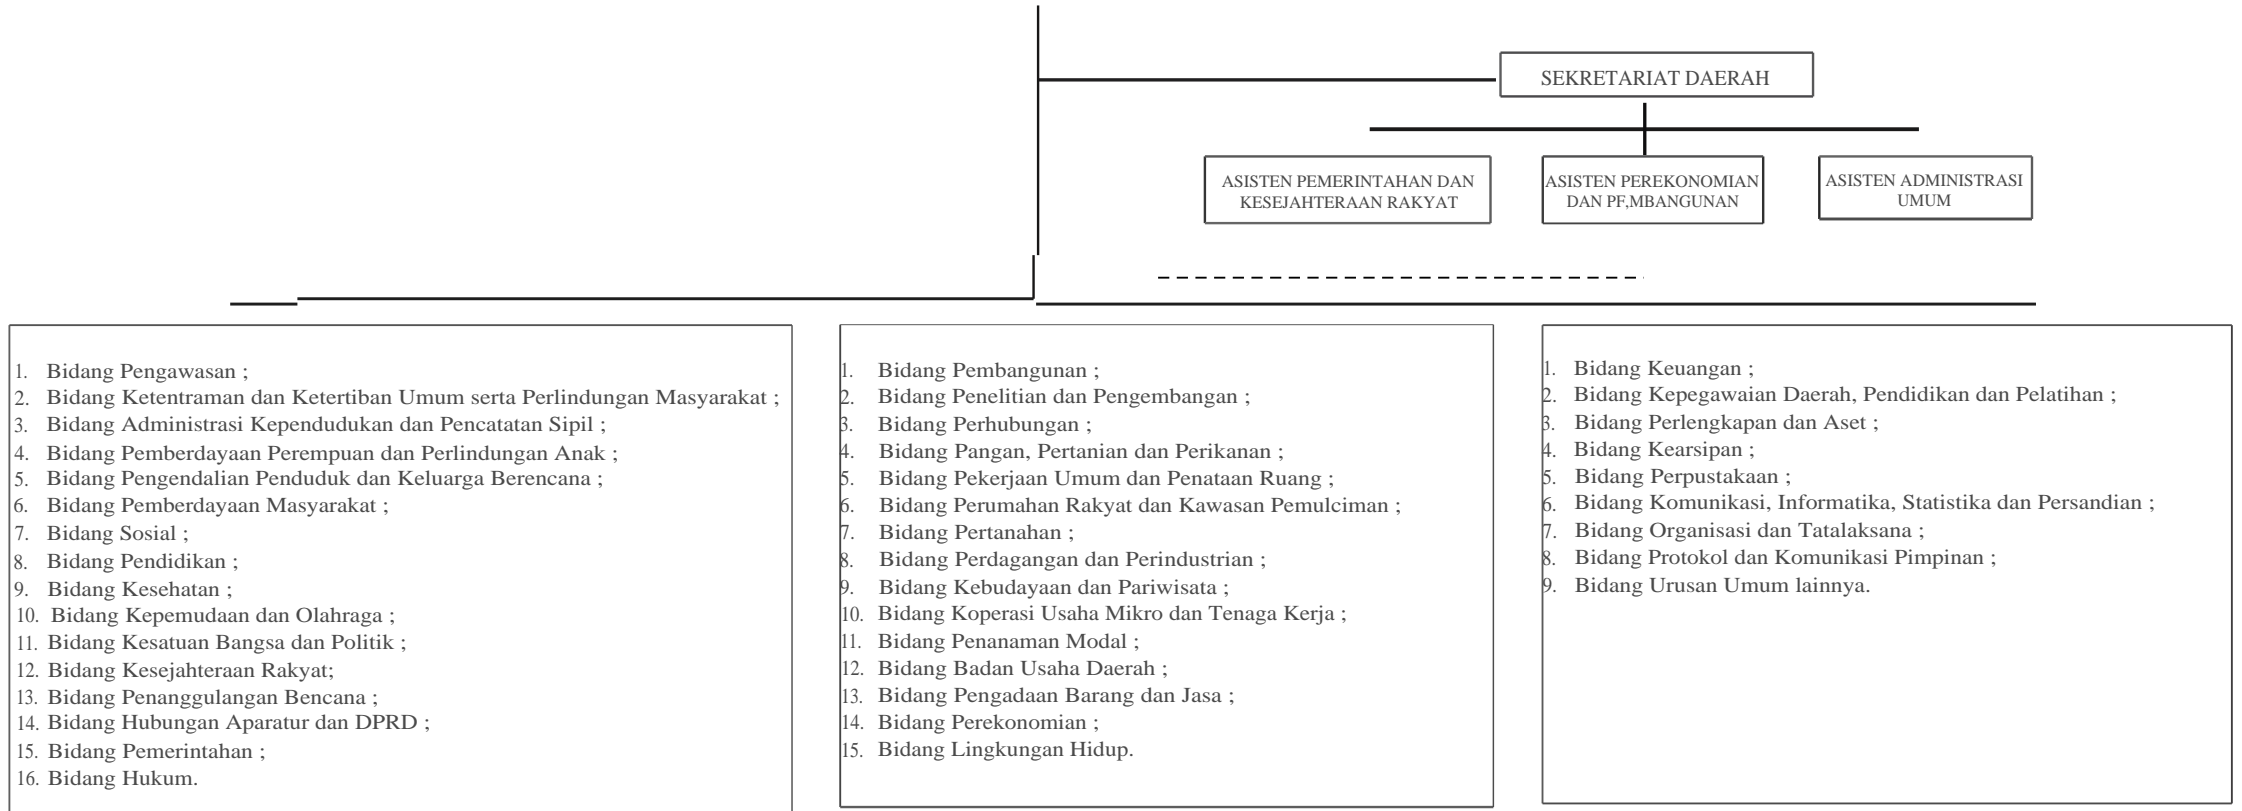 SEKRETARIAT DAERAH
ASISTEN PEMERINTAHAN DAN
KESEJAHTERAAN RAKYAT
ASISTEN PEREKONOMIAN
DAN PF,MBANGUNAN
ASISTEN ADMINISTRASI
UMUM
1. Bidang Pengawasan ;
2. Bidang Ketentraman dan Ketertiban Umum serta Perlindungan Masyarakat ;
3. Bidang Administrasi Kependudukan dan Pencatatan Sipil ;
4. Bidang Pemberdayaan Perempuan dan Perlindungan Anak ;
5. Bidang Pengendalian Penduduk dan Keluarga Berencana ;
6. Bidang Pemberdayaan Masyarakat ;
7. Bidang Sosial ;
8. Bidang Pendidikan ;
9. Bidang Kesehatan ;
10. Bidang Kepemudaan dan Olahraga ;
11. Bidang Kesatuan Bangsa dan Politik ;
12. Bidang Kesejahteraan Rakyat;
13. Bidang Penanggulangan Bencana ;
14. Bidang Hubungan Aparatur dan DPRD ;
15. Bidang Pemerintahan ;
16. Bidang Hukum.
1. Bidang Pembangunan ;
2. Bidang Penelitian dan Pengembangan ;
3. Bidang Perhubungan ;
4. Bidang Pangan, Pertanian dan Perikanan ;
5. Bidang Pekerjaan Umum dan Penataan Ruang ;
6. Bidang Perumahan Rakyat dan Kawasan Pemulciman ;
7. Bidang Pertanahan ;
8. Bidang Perdagangan dan Perindustrian ;
9. Bidang Kebudayaan dan Pariwisata ;
10. Bidang Koperasi Usaha Mikro dan Tenaga Kerja ;
11. Bidang Penanaman Modal ;
12. Bidang Badan Usaha Daerah ;
13. Bidang Pengadaan Barang dan Jasa ;
14. Bidang Perekonomian ;
15. Bidang Lingkungan Hidup.
1. Bidang Keuangan ;
2. Bidang Kepegawaian Daerah, Pendidikan dan Pelatihan ;
3. Bidang Perlengkapan dan Aset ;
4. Bidang Kearsipan ;
5. Bidang Perpustakaan ;
6. Bidang Komunikasi, Informatika, Statistika dan Persandian ;
7. Bidang Organisasi dan Tatalaksana ;
8. Bidang Protokol dan Komunikasi Pimpinan ;
9. Bidang Urusan Umum lainnya.